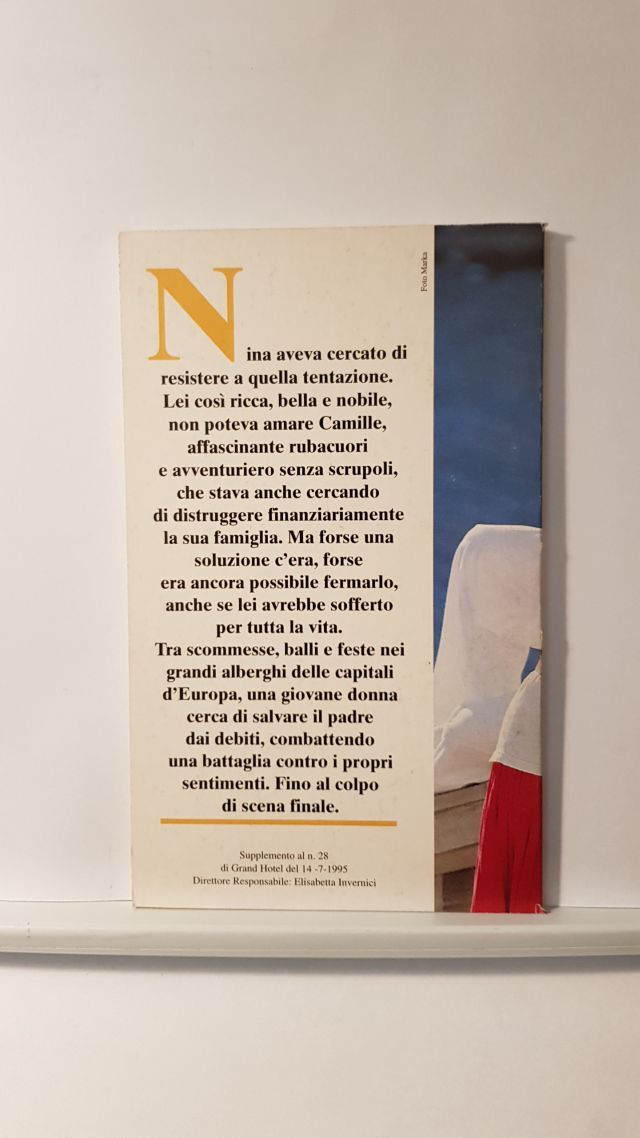 Foto Marka
Nina aveva cercato di
resistere a quella tentazione.
Lei così ricca, bella e nobile,
non poteva amare Camille,
affascinante rubacuori
e avventuriero senza scrupoli,
che stava anche cercando
di distruggere finanziariamente
la sua famiglia. Ma forse una
soluzione c'era, forse
era ancora possibile fermarlo,
anche se lei avrebbe sofferto
per tutta la vita.
Tra scommesse, balli e feste nei
grandi alberghi delle capitali
d'Europa, una giovane donna
cerca di salvare il padre
dai debiti, combattendo
una battaglia contro i propri
sentimenti. Fino al colpo
di scena finale.
Supplemento al n. 28
di Grand Hotel del 14 -7-1995
Direttore Responsabile: Elisabetta Invernici